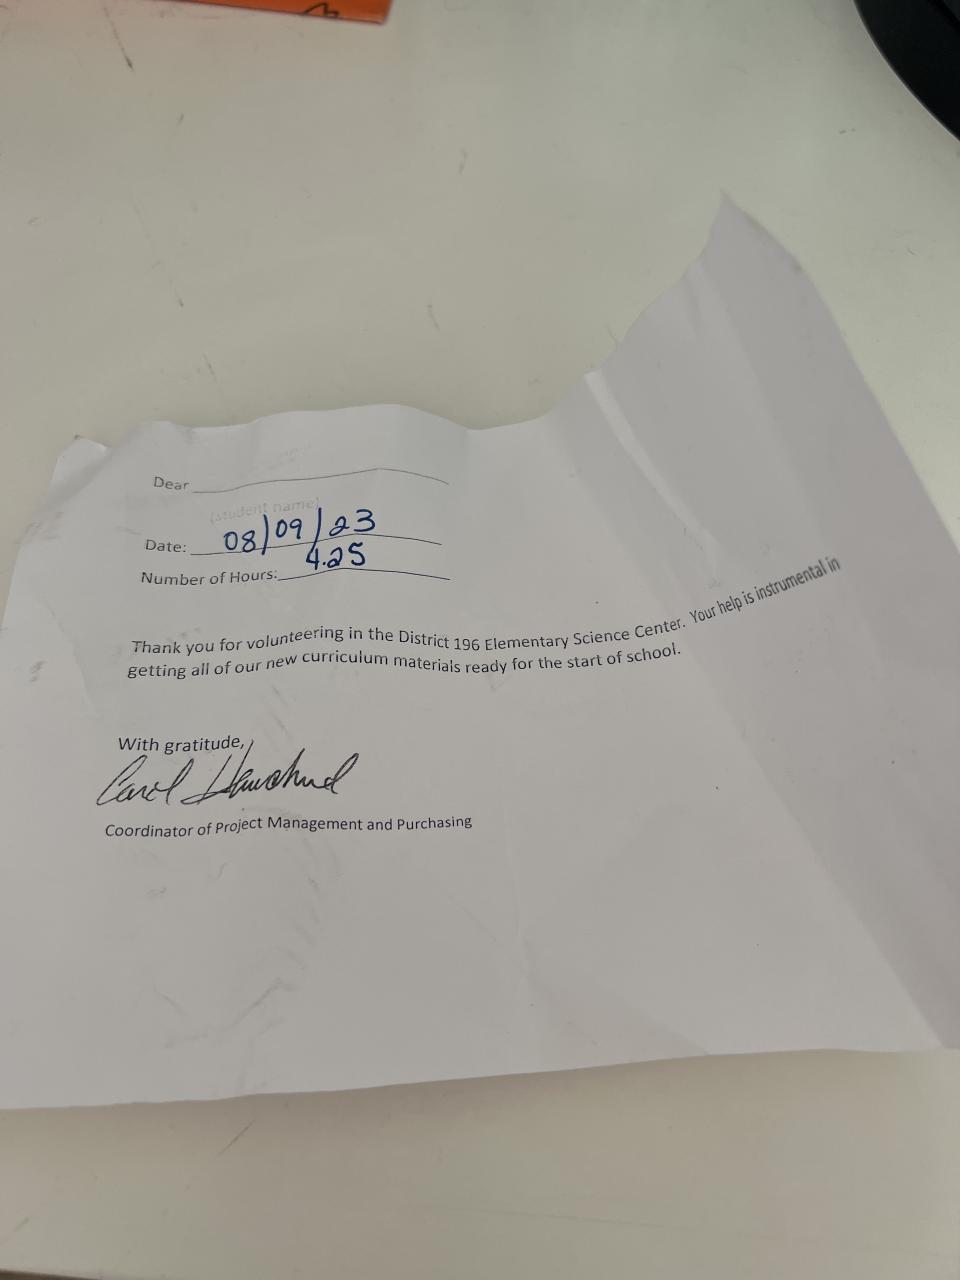 Dear
(student name)
Date: 08/09/23
Number of Hours: 4.25
Thank you for volunteering in the District 196 Elementary Science Center. Your help is instrumental in
getting all of our new curriculum materials ready for the start of school.
With gratitude,
Carol
Coordinator of Project Management and Purchasing